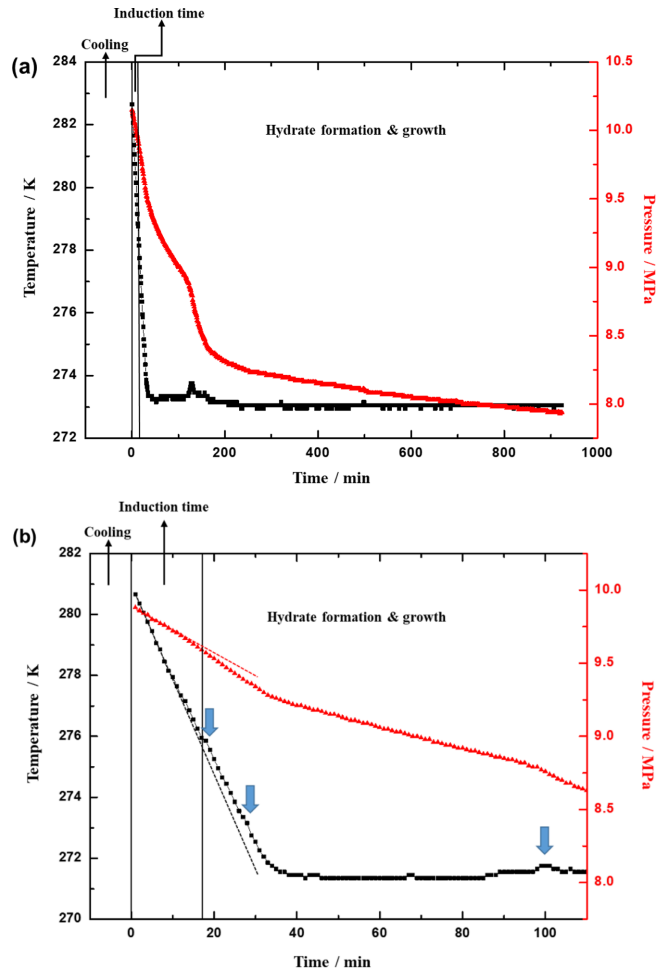 Induction time
Cooling
(a)
284
282
280
278
276
274
272
Temperature / K
Hydrate formation & growth
10.5
10.0
9.5
9.0
8.5
8.0
Pressure / MPa
0 200 400 600 800 1000
Time / min
Induction time
Cooling
(b)
282
280
278
276
274
272
270
Temperature / K
Hydrate formation & growth
10.0
9.5
9.0
8.5
8.0
Pressure / MPa
0 20 40 60 80 100
Time / min